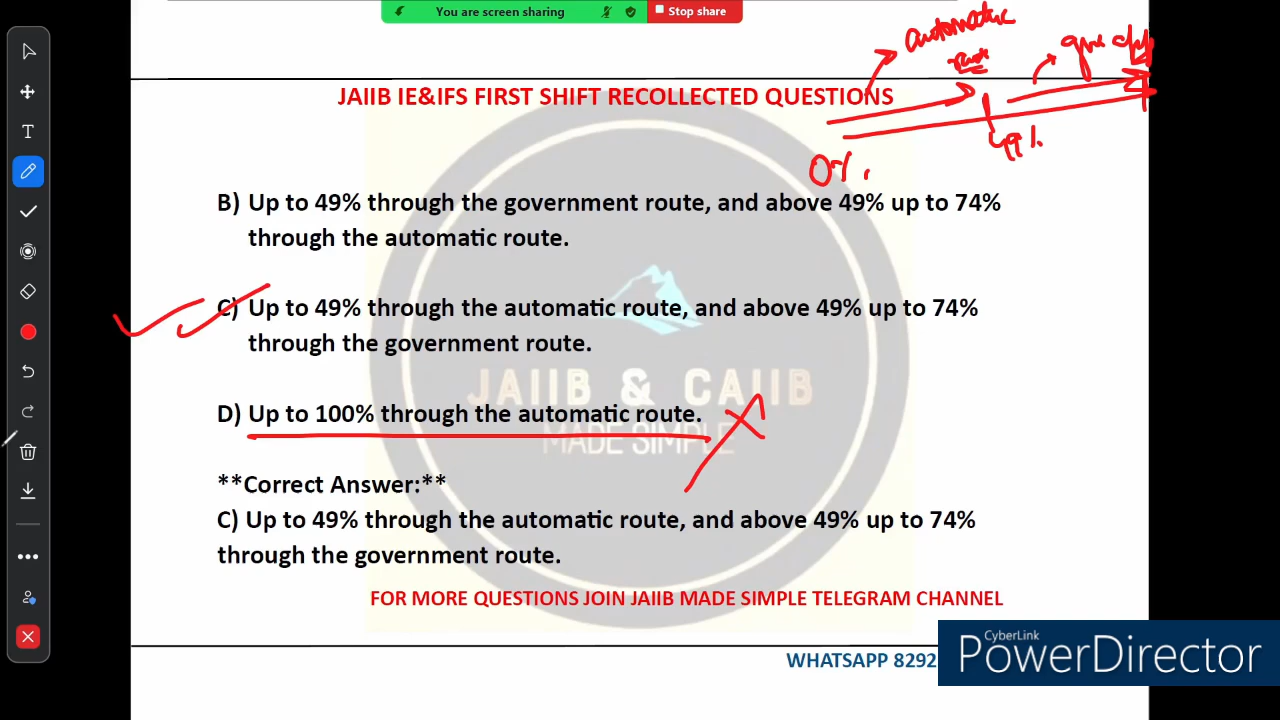 You are screen sharing
Stop share
automatic
route
49%
0%
JAIIB IE&IFS FIRST SHIFT RECOLLECTED QUESTIONS
B) Up to 49% through the government route, and above 49% up to 74%
through the automatic route.
C) Up to 49% through the automatic route, and above 49% up to 74%
through the government route.
JAIIB & CAIIB
D) Up to 100% through the automatic route.
MADE SIMPLE
**Correct Answer:**
C) Up to 49% through the automatic route, and above 49% up to 74%
through the government route.
FOR MORE QUESTIONS JOIN JAIIB MADE SIMPLE TELEGRAM CHANNEL
WHATSAPP 8292
CyberLink
PowerDirector